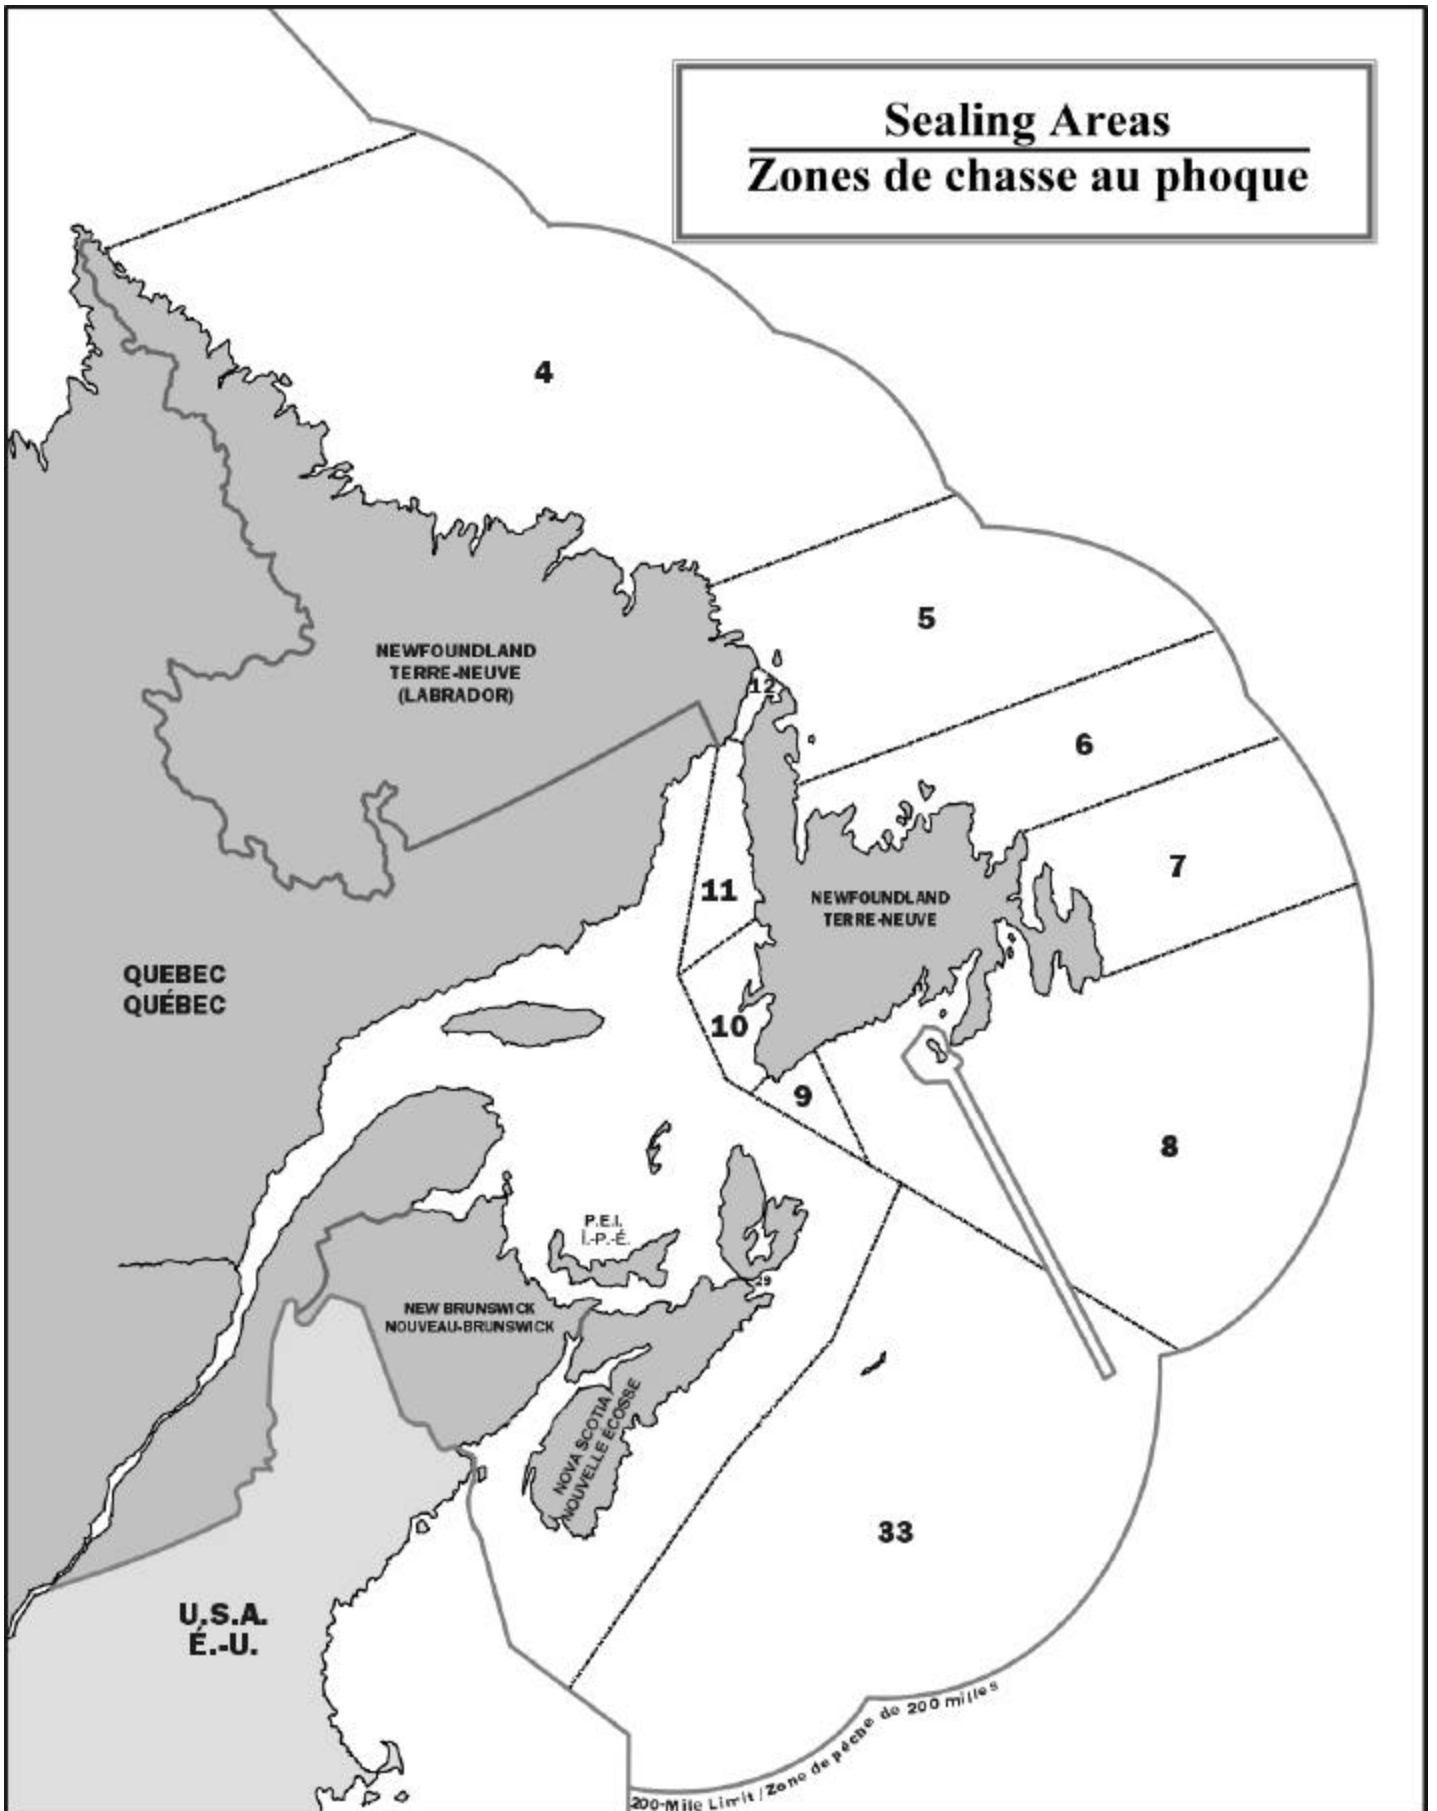 Sealing Areas
Zones de chasse au phoque
4
5
NEWFOUNDLAND
TERRE-NEUVE
(LABRADOR)
12
6
7
11
NEWFOUNDLAND
TERRE-NEUVE
QUEBEC
QUÉBEC
10
9
8
P.E.I.
Î.-P.-É.
29
NEW BRUNSWICK
NOUVEAU-BRUNSWICK
NOVA SCOTIA
NOUVELLE ÉCOSSE
33
U.S.A.
É.-U.
200-Mile Limit / Zone de pêche de 200 milles